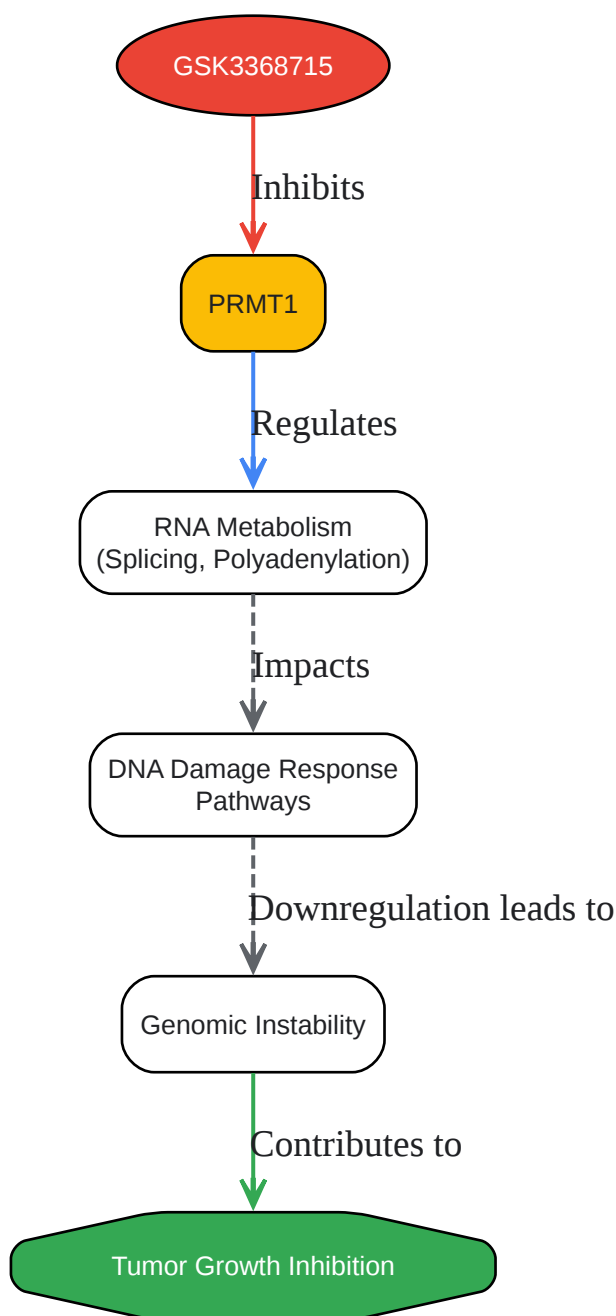 GSK3368715
Inhibits
PRMT1
Regulates
RNA Metabolism
(Splicing, Polyadenylation)
Impacts
DNA Damage Response
Pathways
Downregulation leads to
Genomic Instability
Contributes to
Tumor Growth Inhibition